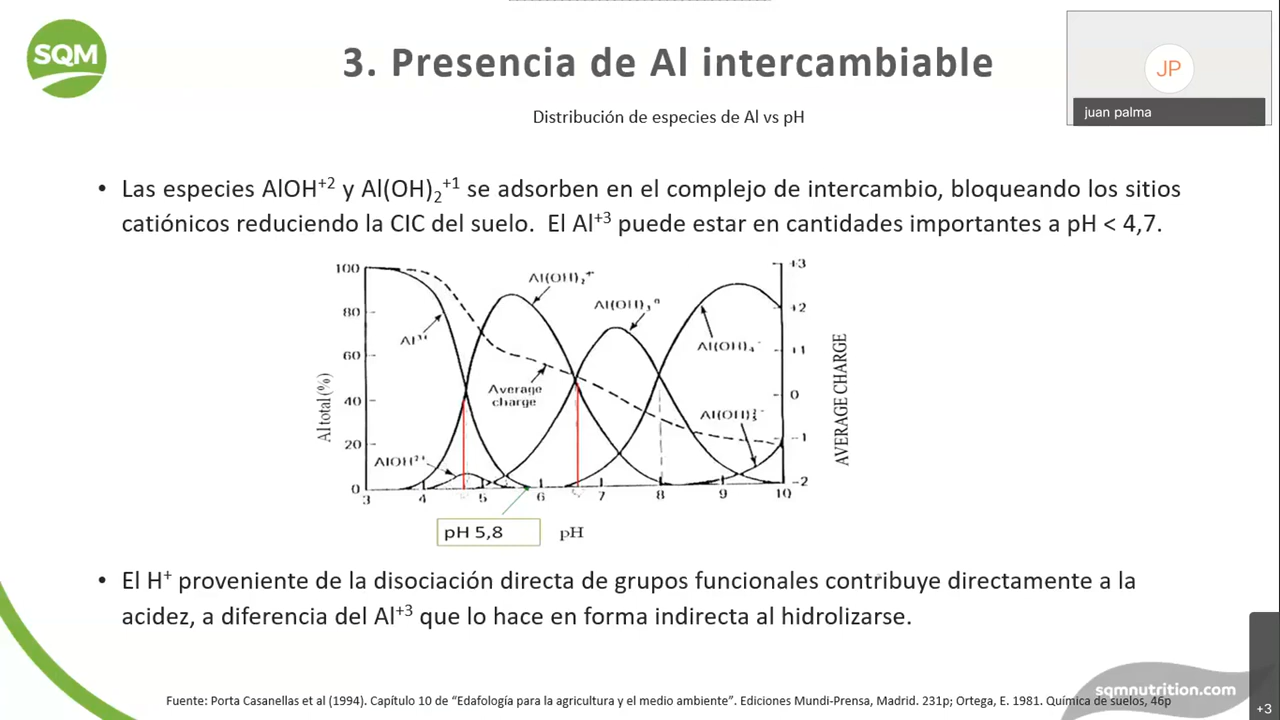 SQM
3. Presencia de Al intercambiable
JP
juan palma
Distribución de especies de Al vs pH
• Las especies AlOH⁺² y Al(OH)₂⁺¹ se adsorben en el complejo de intercambio, bloqueando los sitios
catiónicos reduciendo la CIC del suelo. El Al⁺³ puede estar en cantidades importantes a pH < 4,7.
100
80
60
40
20
0
Al total (%)
3 4 5 6 7 8 9 10
pH
+3
+2
+1
0
−1
−2
AVERAGE CHARGE
Al³⁺
Al(OH)₂⁺
Al(OH)₃⁰
Al(OH)₄⁻
Al(OH)₅²⁻
AlOH²⁺
Average
charge
pH 5,8
• El H⁺ proveniente de la disociación directa de grupos funcionales contribuye directamente a la
acidez, a diferencia del Al⁺³ que lo hace en forma indirecta al hidrolizarse.
sqmnutrition.com
Fuente: Porta Casanellas et al (1994). Capítulo 10 de “Edafología para la agricultura y el medio ambiente”. Ediciones Mundi-Prensa, Madrid. 231p; Ortega, E. 1981. Química de suelos, 46p
+3